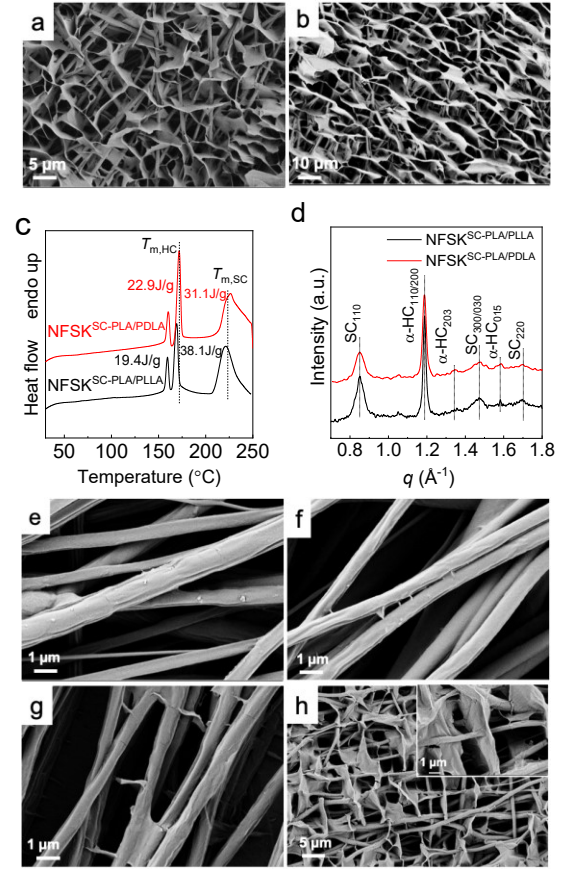 a
5 μm
b
10 μm
c
Heat flow endo up
T_m,HC
T_m,SC
22.9J/g
31.1J/g
NFSK^SC-PLA/PDLA
19.4J/g
38.1J/g
NFSK^SC-PLA/PLLA
50 100 150 200 250
Temperature (°C)
d
NFSK^SC-PLA/PLLA
NFSK^SC-PLA/PDLA
Intensity (a.u.)
SC_110
α-HC_110/200
α-HC_203
SC_300/030
α-HC_015
SC_220
0.8 1.0 1.2 1.4 1.6 1.8
q (Å^-1)
e
1 μm
f
1 μm
g
1 μm
h
1 μm
5 μm